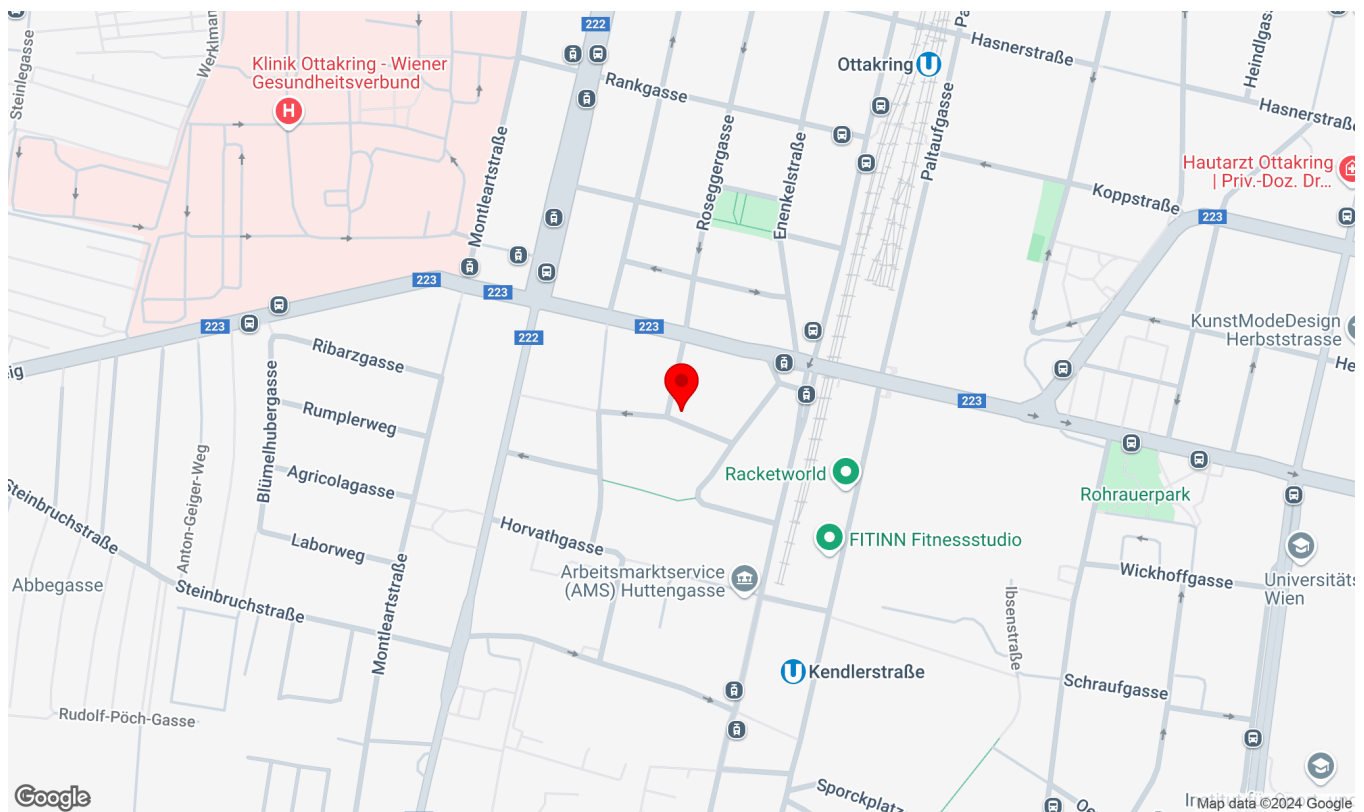 222
Hasnerstraße
Steinlegasse
Klinik Ottakring - Wiener
Gesundheitsverbund
H
Ottakring
U
Rankgasse
Heindlgasse
Hasnerstraße
Montleartstraße
Roseggergasse
Enenkelstraße
Paltaufgasse
Hautarzt Ottakring
| Priv.-Doz. Dr...
Koppstraße
223
223
223
223
223
222
KunstModeDesign
Herbststrasse
Ribarzgasse
Rumplerweg
Blümelhubergasse
Agricolagasse
223
Racketworld
Rohrauerpark
Anton-Geiger-Weg
Steinbruchstraße
Horvathgasse
Laborweg
FITINN Fitnessstudio
Arbeitsmarktservice
(AMS) Huttengasse
Abbegasse
Steinbruchstraße
Montleartstraße
Wickhoffgasse
Universitäts
Wien
Ibsenstraße
U
Kendlerstraße
Schraufgasse
Rudolf-Pöch-Gasse
Sporckplatz
Google
Map data ©2024 Google